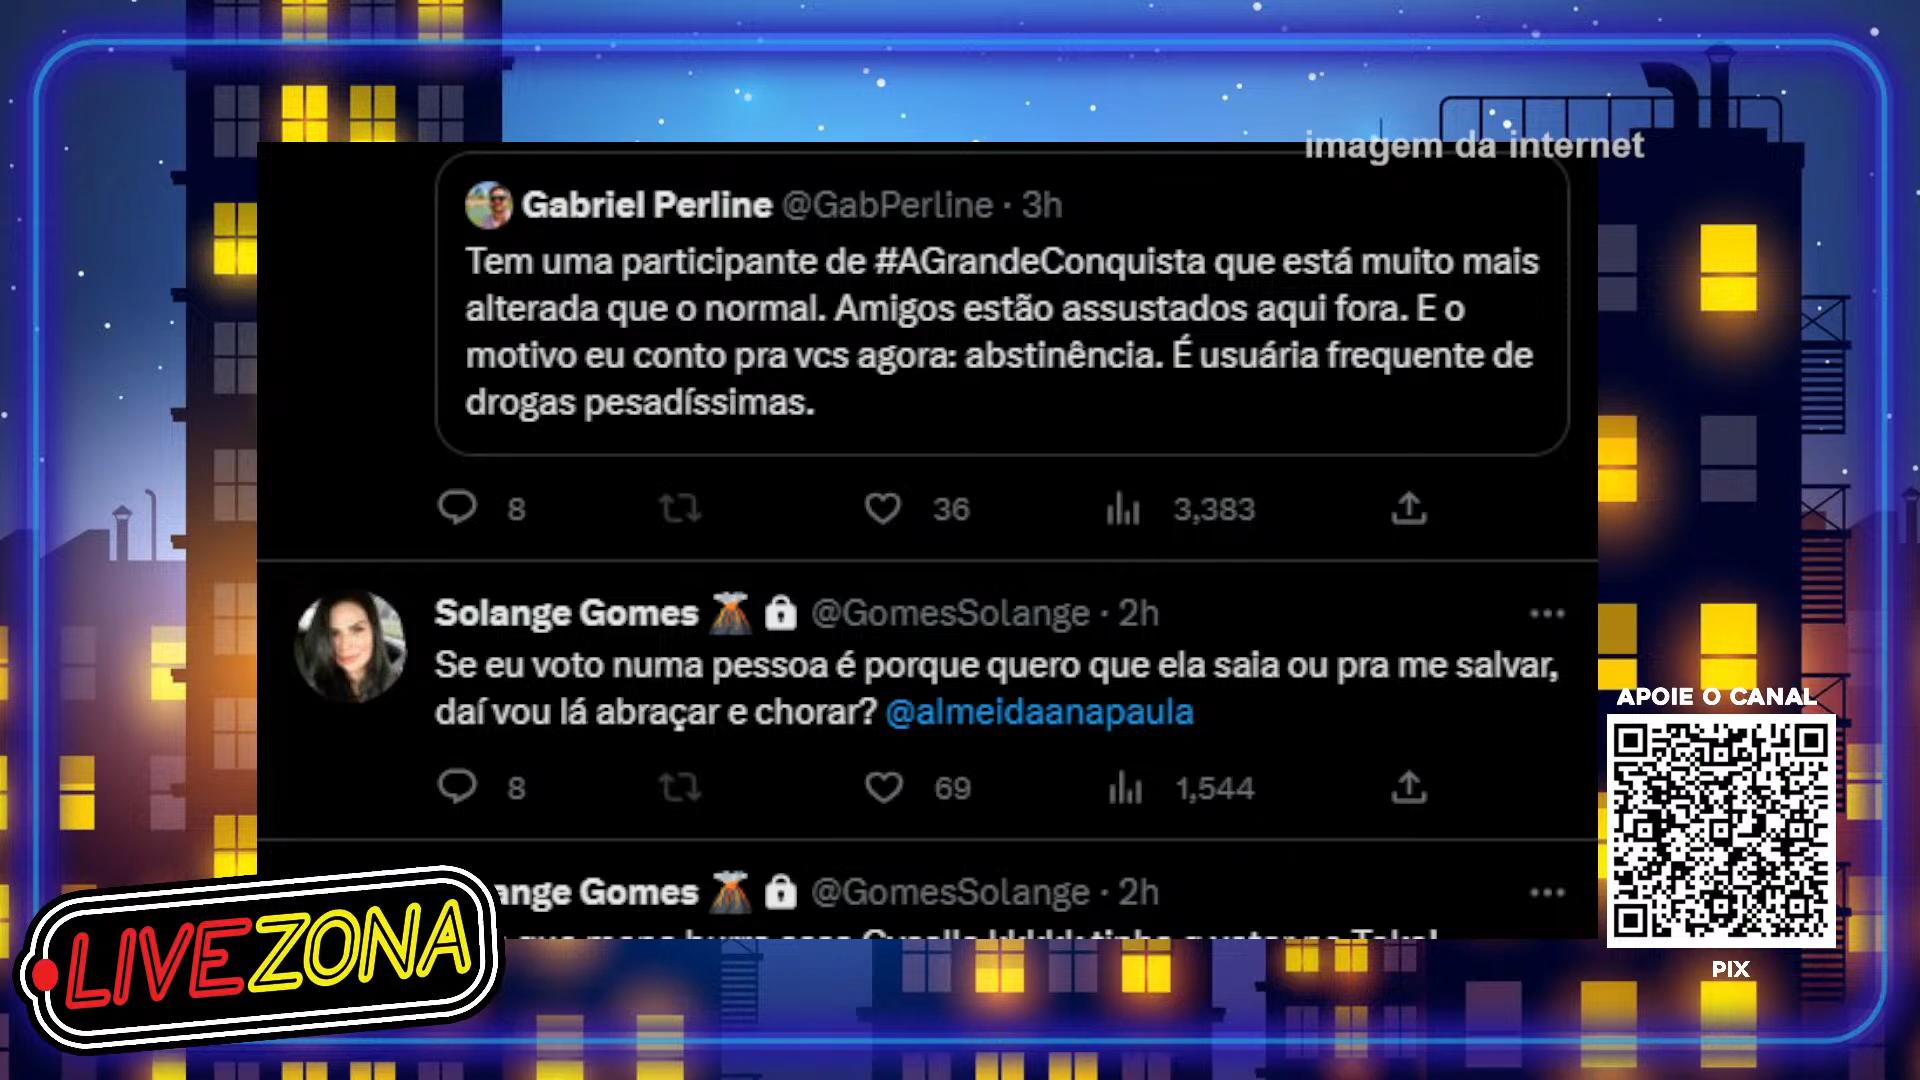 imagem da internet
Gabriel Perline @GabPerline · 3h
Tem uma participante de #AGrandeConquista que está muito mais
alterada que o normal. Amigos estão assustados aqui fora. E o
motivo eu conto pra vcs agora: abstinência. É usuária frequente de
drogas pesadíssimas.
8 36 3,383
Solange Gomes @GomesSolange · 2h
Se eu voto numa pessoa é porque quero que ela saia ou pra me salvar,
daí vou lá abraçar e chorar? @almeidaanapaula
8 69 1,544
ange Gomes @GomesSolange · 2h
APOIE O CANAL
PIX
LIVEZONA